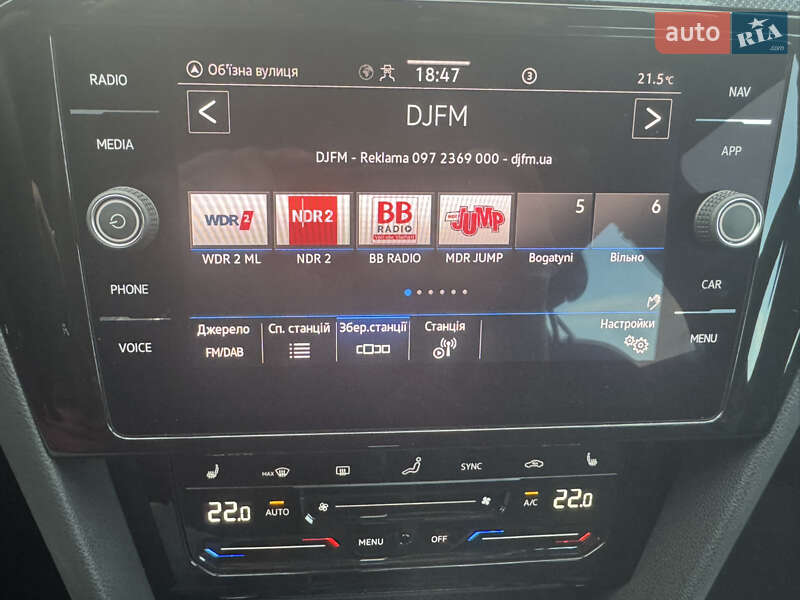 auto RIA .com
RADIO
Об'їзна вулиця
18:47
3
21.5°C
NAV
MEDIA
DJFM
APP
DJFM - Reklama 097 2369 000 - djfm.ua
WDR 2
NDR 2
BB RADIO
JUMP
5
6
WDR 2 ML
NDR 2
BB RADIO
MDR JUMP
Bogatyni
Вільно
PHONE
CAR
Джерело
FM/DAB
Сп. станцій
Збер.станції
Станція
Настройки
VOICE
MENU
MAX
SYNC
22.0
AUTO
A/C
22.0
MENU
OFF